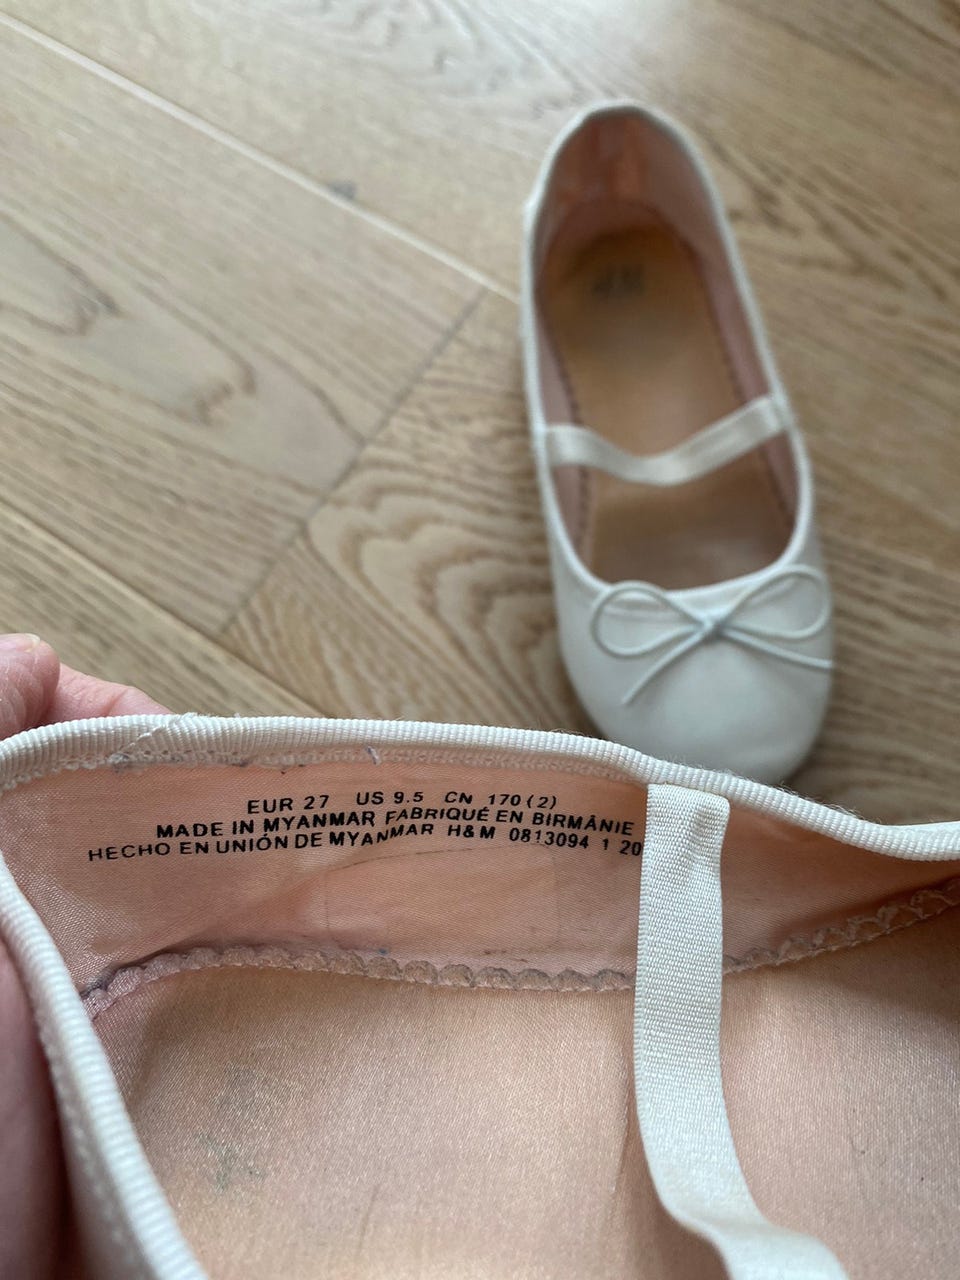 EUR 27 US 9.5 CN 170 (2)
MADE IN MYANMAR FABRIQUÉ EN BIRMÂNIE
HECHO EN UNIÓN DE MYANMAR H&M 0813094 1 20